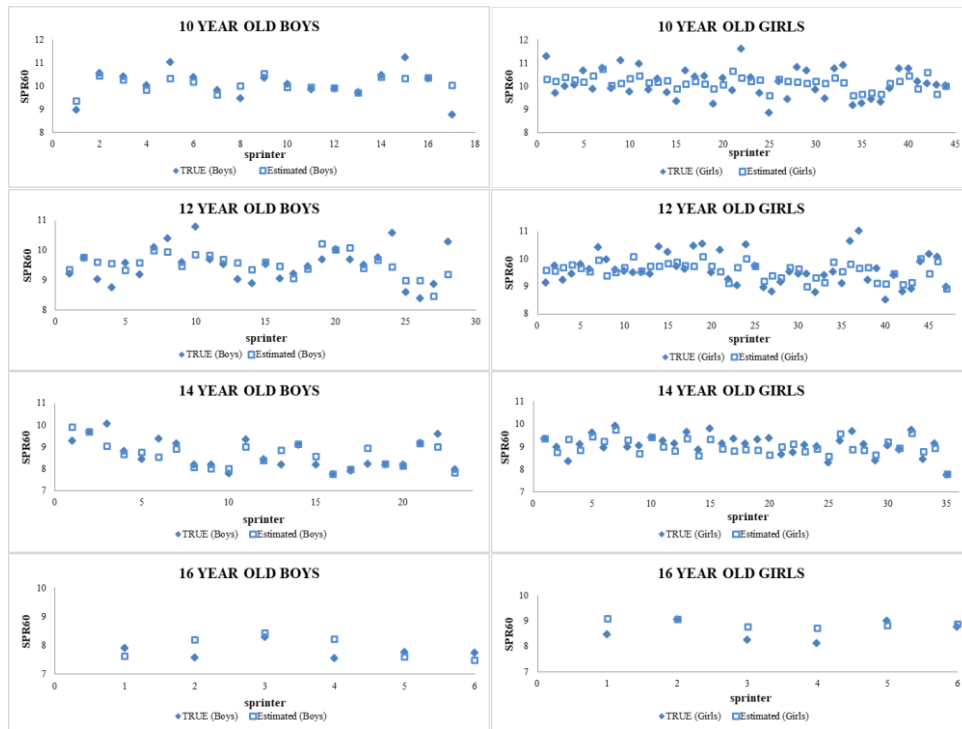 10 YEAR OLD BOYS
12
11
10
9
8
SPR60
0 2 4 6 8 10 12 14 16 18
sprinter
TRUE (Boys) Estimated (Boys)
10 YEAR OLD GIRLS
12
11
10
9
8
SPR60
0 5 10 15 20 25 30 35 40 45
sprinter
TRUE (Girls) Estimated (Girls)
12 YEAR OLD BOYS
11
10
9
8
SPR60
0 5 10 15 20 25 30
sprinter
TRUE (Boys) Estimated (Boys)
12 YEAR OLD GIRLS
11
10
9
8
SPR60
0 5 10 15 20 25 30 35 40 45
sprinter
TRUE (Girls) Estimated (Girls)
14 YEAR OLD BOYS
11
10
9
8
7
SPR60
0 5 10 15 20
sprinter
TRUE (Boys) Estimated (Boys)
14 YEAR OLD GIRLS
11
10
9
8
7
SPR60
0 5 10 15 20 25 30 35
sprinter
TRUE (Girls) Estimated (Girls)
16 YEAR OLD BOYS
10
9
8
7
6
SPR60
0 1 2 3 4 5 6
sprinter
TRUE (Boys) Estimated (Boys)
16 YEAR OLD GIRLS
10
9
8
7
SPR60
0 1 2 3 4 5 6
sprinter
TRUE (Girls) Estimated (Girls)